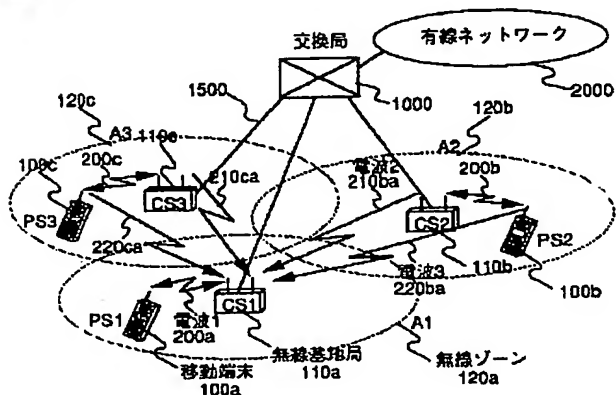 交換局
有線ネットワーク
1500
1000
2000
120c
A3
110c
120b
A2
100c
200c
電波2
200b
210ca
210ba
CS3
CS2
PS3
PS2
220ca
電波3
110b
220ba
100b
CS1
PS1
電波1
200a
無線基地局
110a
A1
移動端末
100a
無線ゾーン
120a